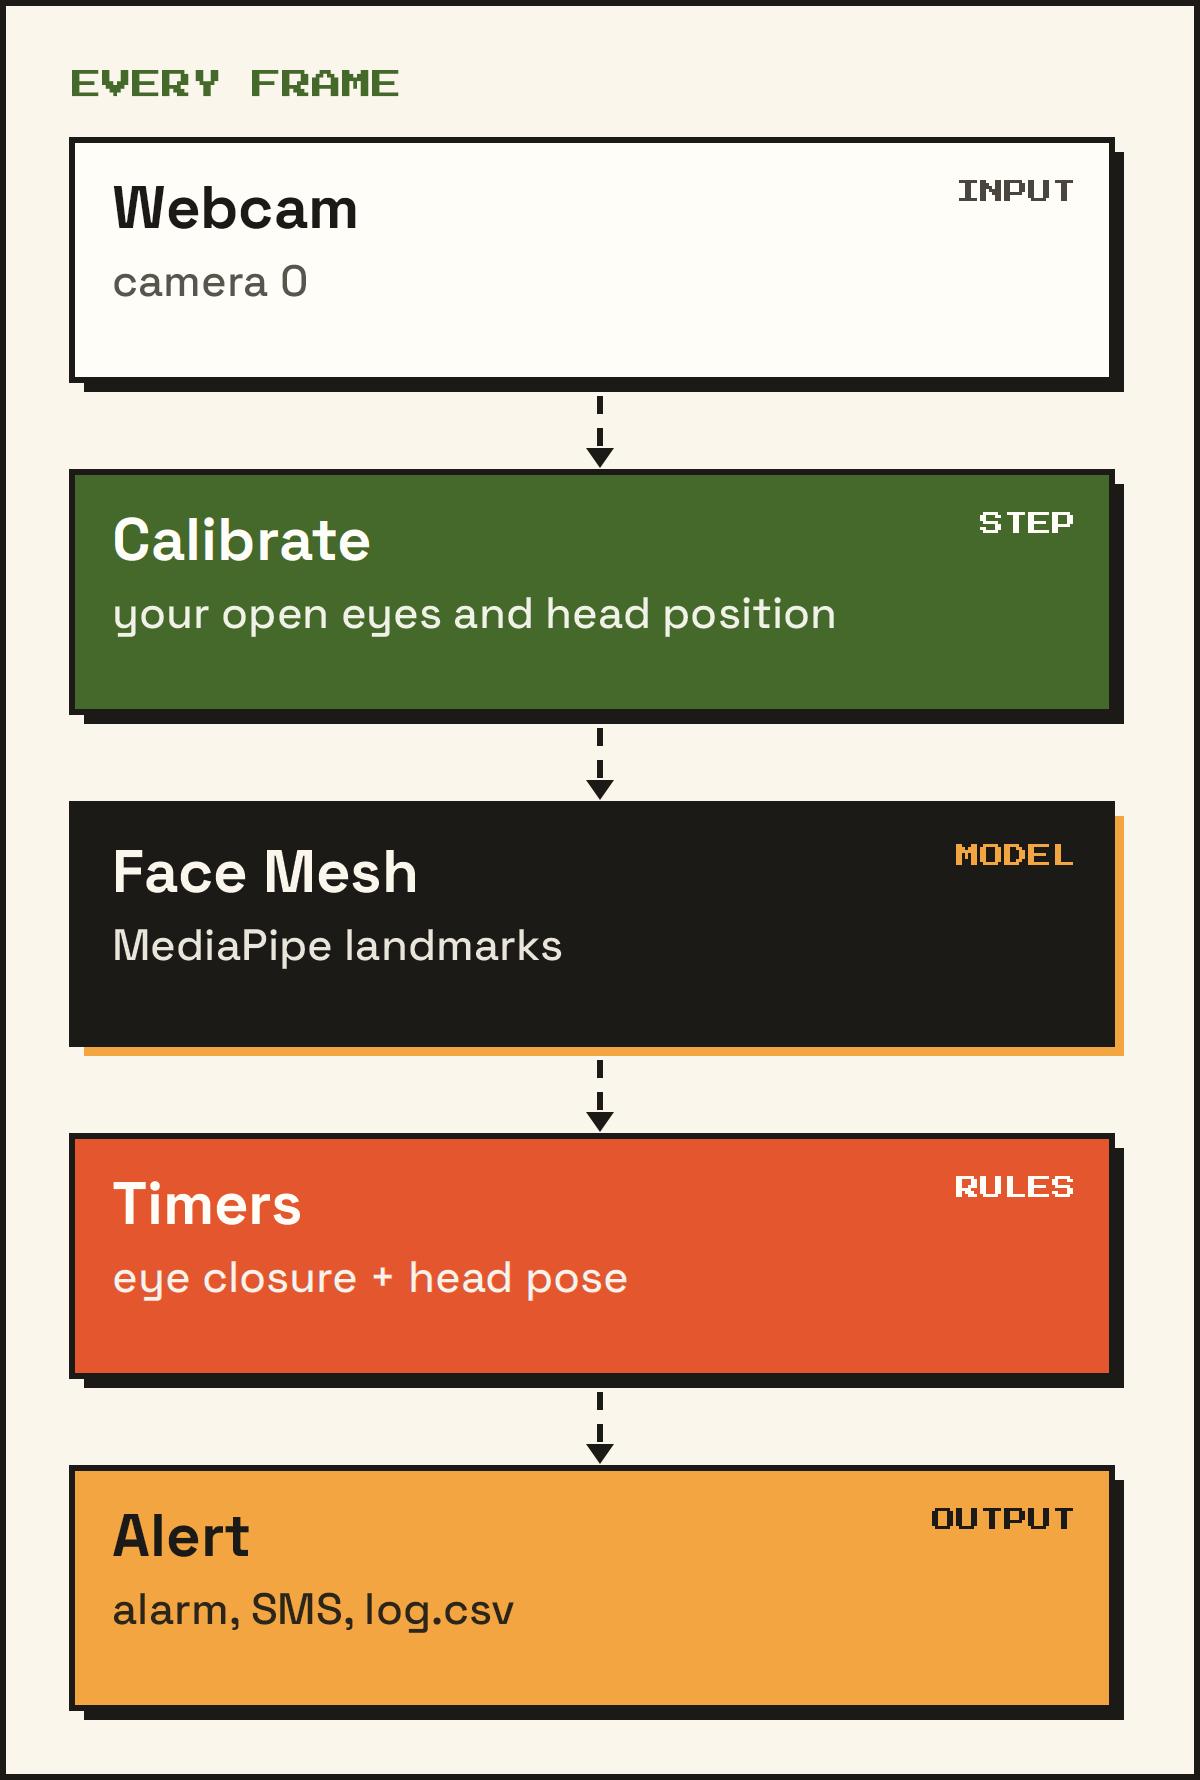 EVERY FRAME
Webcam
INPUT
camera 0
Calibrate
STEP
your open eyes and head position
Face Mesh
MODEL
MediaPipe landmarks
Timers
RULES
eye closure + head pose
Alert
OUTPUT
alarm, SMS, log.csv